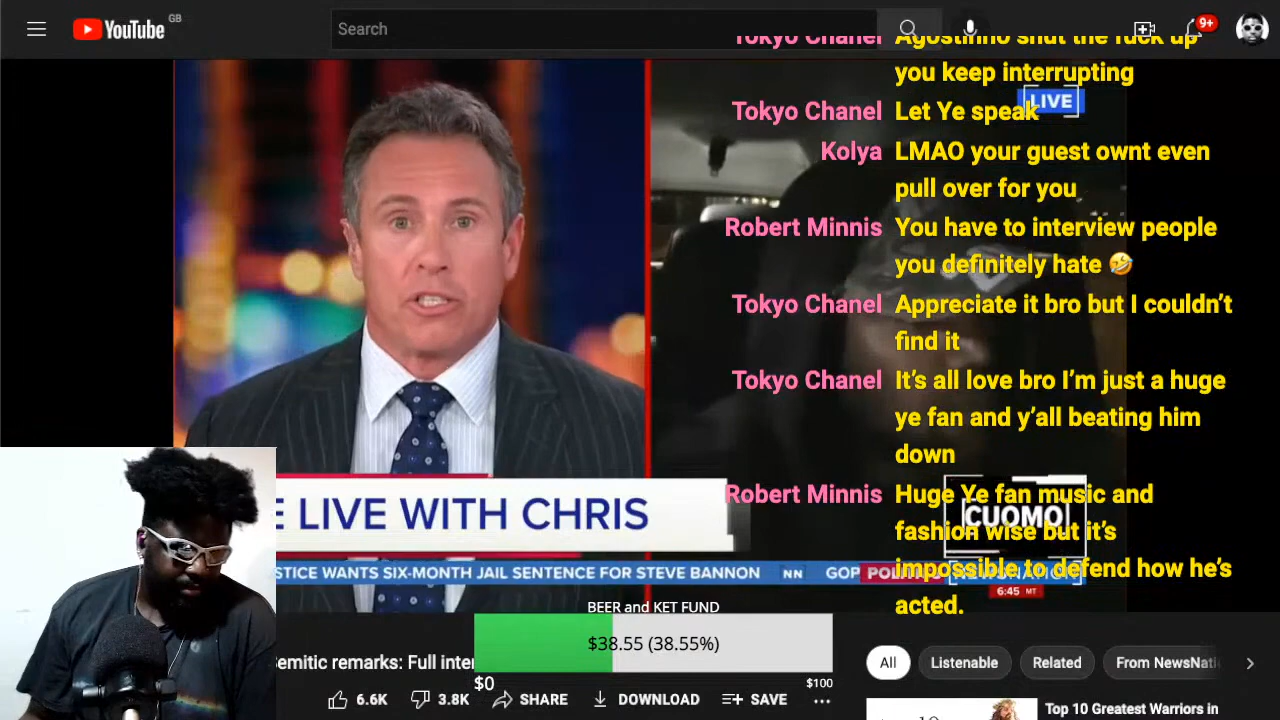 YouTube GB
Search
9+
Tokyo Chanel Agostinho shut the fuck up
you keep interrupting
LIVE
Tokyo Chanel Let Ye speak
Kolya LMAO your guest ownt even
pull over for you
Robert Minnis You have to interview people
you definitely hate 🤣
Tokyo Chanel Appreciate it bro but I couldn't
find it
Tokyo Chanel It's all love bro I'm just a huge
ye fan and y'all beating him
down
Robert Minnis Huge Ye fan music and
fashion wise but it's
impossible to defend how he's
acted.
E LIVE WITH CHRIS
CUOMO
STICE WANTS SIX-MONTH JAIL SENTENCE FOR STEVE BANNON NN GOP
6:45 MT
BEER and KET FUND
$38.55 (38.55%)
$0
$100
emitic remarks: Full inter
6.6K
3.8K
SHARE
DOWNLOAD
SAVE
All
Listenable
Related
From NewsNati
Top 10 Greatest Warriors in